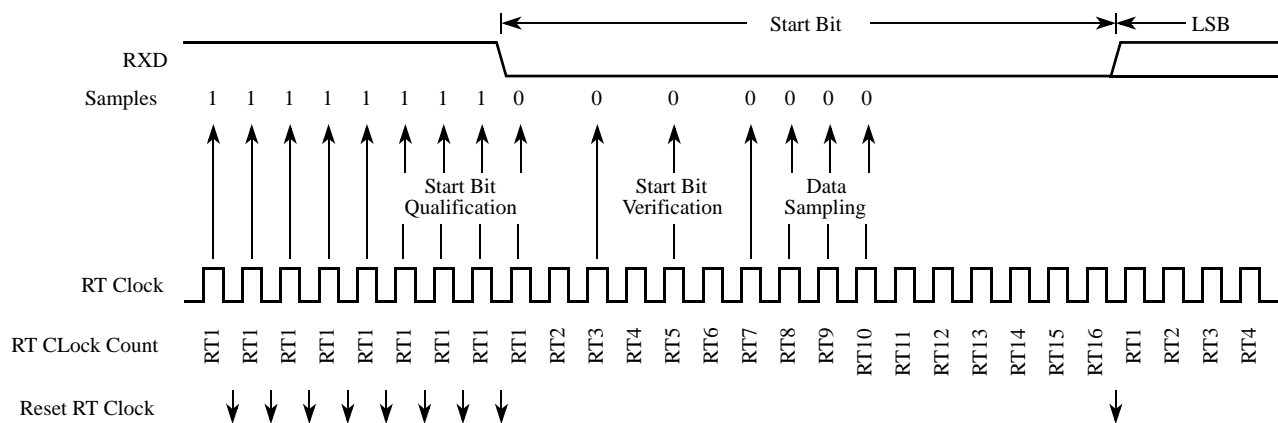 Start Bit LSB
RXD
Samples 1 1 1 1 1 1 1 1 0 0 0 0 0 0 0
Start Bit Qualification
Start Bit Verification
Data Sampling
RT Clock
RT CLock Count RT1 RT1 RT1 RT1 RT1 RT1 RT1 RT1 RT1 RT2 RT3 RT4 RT5 RT6 RT7 RT8 RT9 RT10 RT11 RT12 RT13 RT14 RT15 RT16 RT1 RT2 RT3 RT4
Reset RT Clock